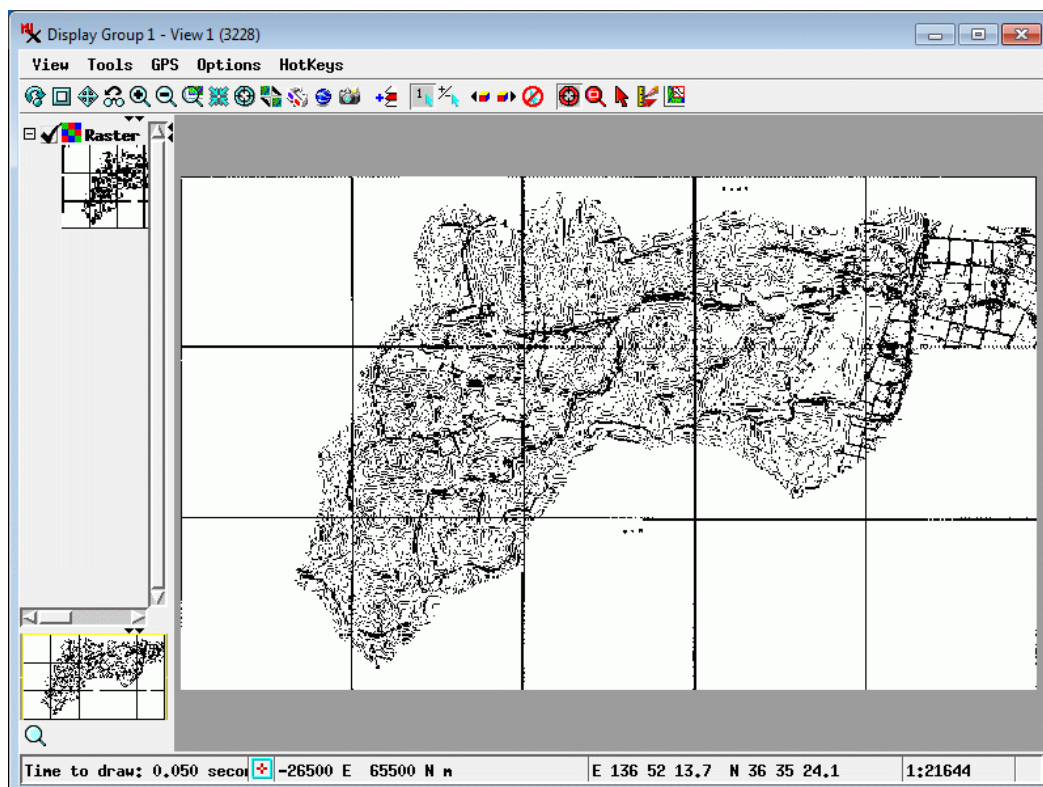 Display Group 1 - View 1 (3228)
View Tools GPS Options HotKeys
Raster
Time to draw: 0.050 secon
-26500 E 65500 N m
E 136 52 13.7 N 36 35 24.1
1:21644